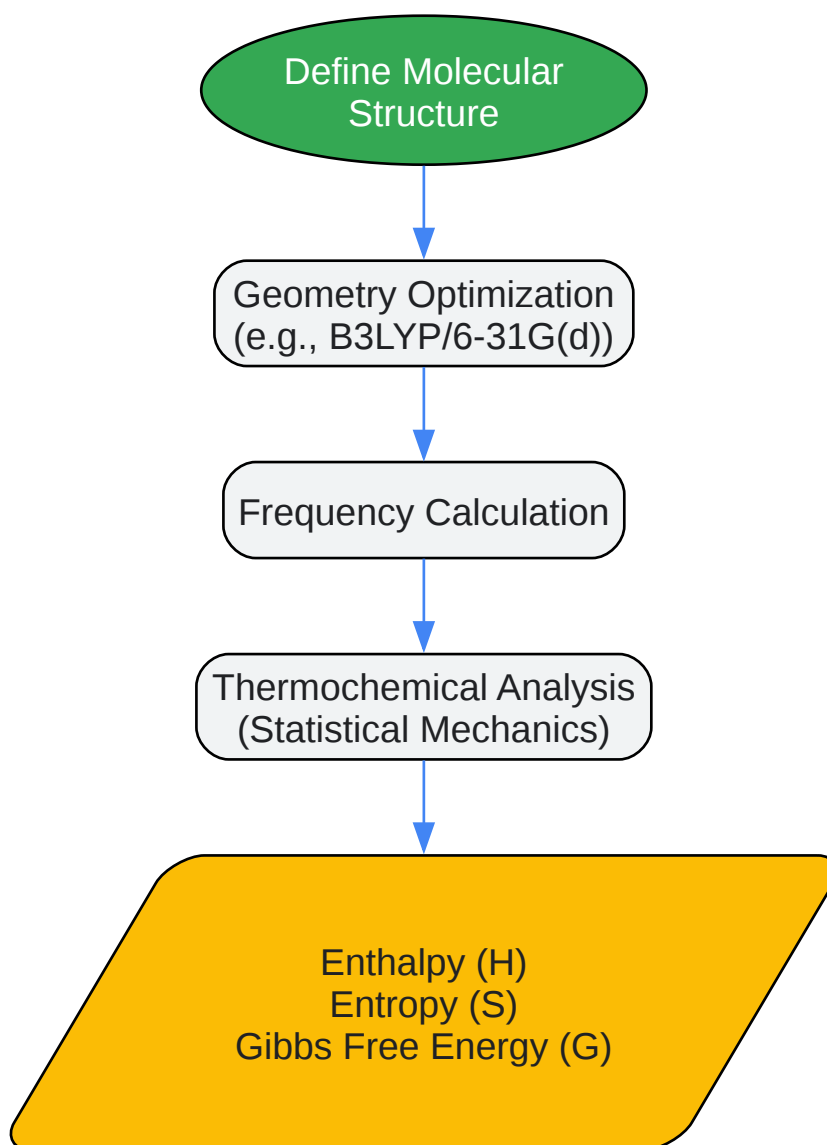 Define Molecular
Structure
Geometry Optimization
(e.g., B3LYP/6-31G(d))
Frequency Calculation
Thermochemical Analysis
(Statistical Mechanics)
Enthalpy (H)
Entropy (S)
Gibbs Free Energy (G)